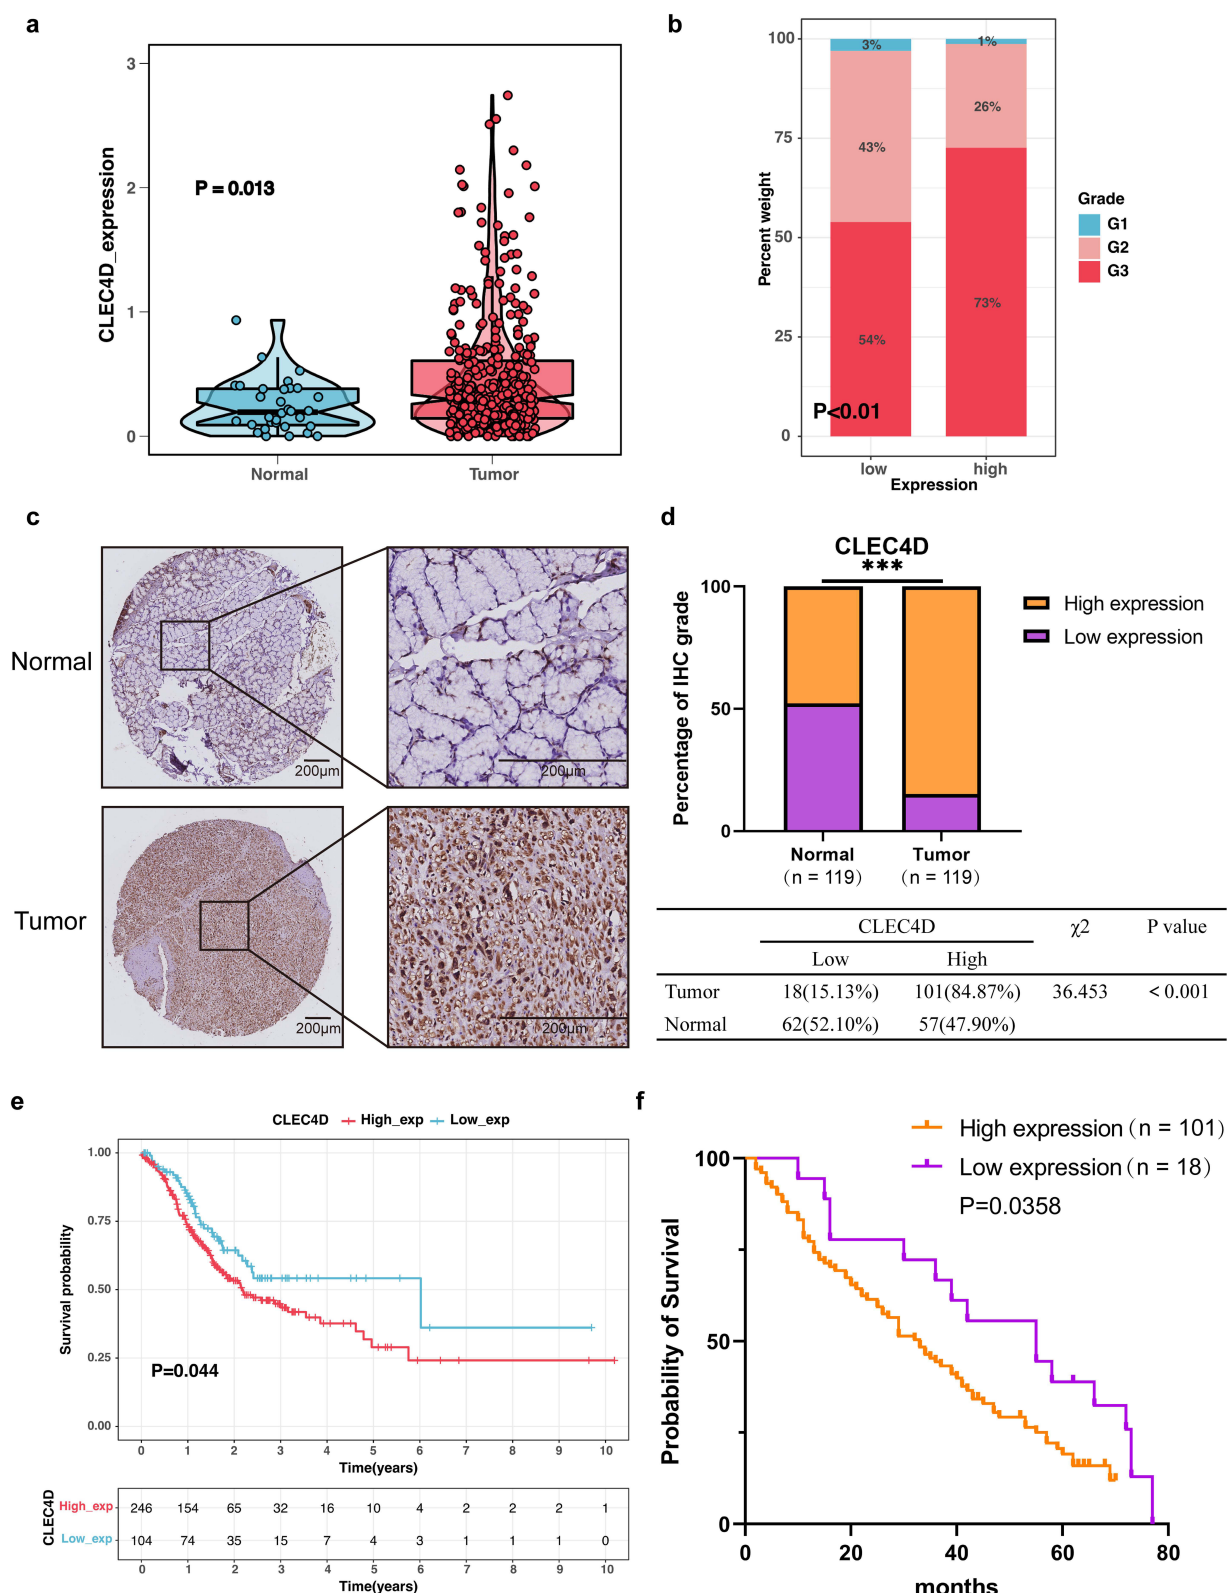 a
CLEC4D_expression
3
2
1
0
P = 0.013
Normal
Tumor
b
Percent weight
100
75
50
25
0
3%
43%
54%
1%
26%
73%
P<0.01
low
high
Expression
Grade
G1
G2
G3
c
Normal
200μm
200μm
Tumor
200μm
200μm
d
CLEC4D
***
Percentage of IHC grade
100
50
0
Normal
(n = 119)
Tumor
(n = 119)
High expression
Low expression
CLEC4D χ2 P value
Low High
Tumor 18(15.13%) 101(84.87%) 36.453 < 0.001
Normal 62(52.10%) 57(47.90%)
e
CLEC4D High_exp Low_exp
Survival probability
1.00
0.75
0.50
0.25
0.00
P=0.044
0 1 2 3 4 5 6 7 8 9 10
Time(years)
CLEC4D
High_exp 246 154 65 32 16 10 4 2 2 2 1
Low_exp 104 74 35 15 7 4 3 1 1 1 0
0 1 2 3 4 5 6 7 8 9 10
Time(years)
f
High expression (n = 101)
Low expression (n = 18)
P=0.0358
Probability of Survival
100
50
0
0 20 40 60 80
months